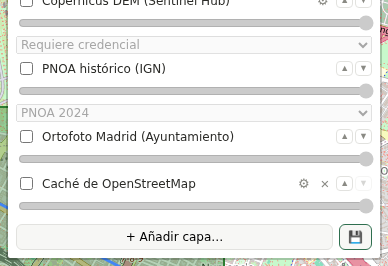 Copernicus DEM (Sentinel Hub)
Requiere credencial
PNOA histórico (IGN)
PNOA 2024
Ortofoto Madrid (Ayuntamiento)
Caché de OpenStreetMap
+ Añadir capa...